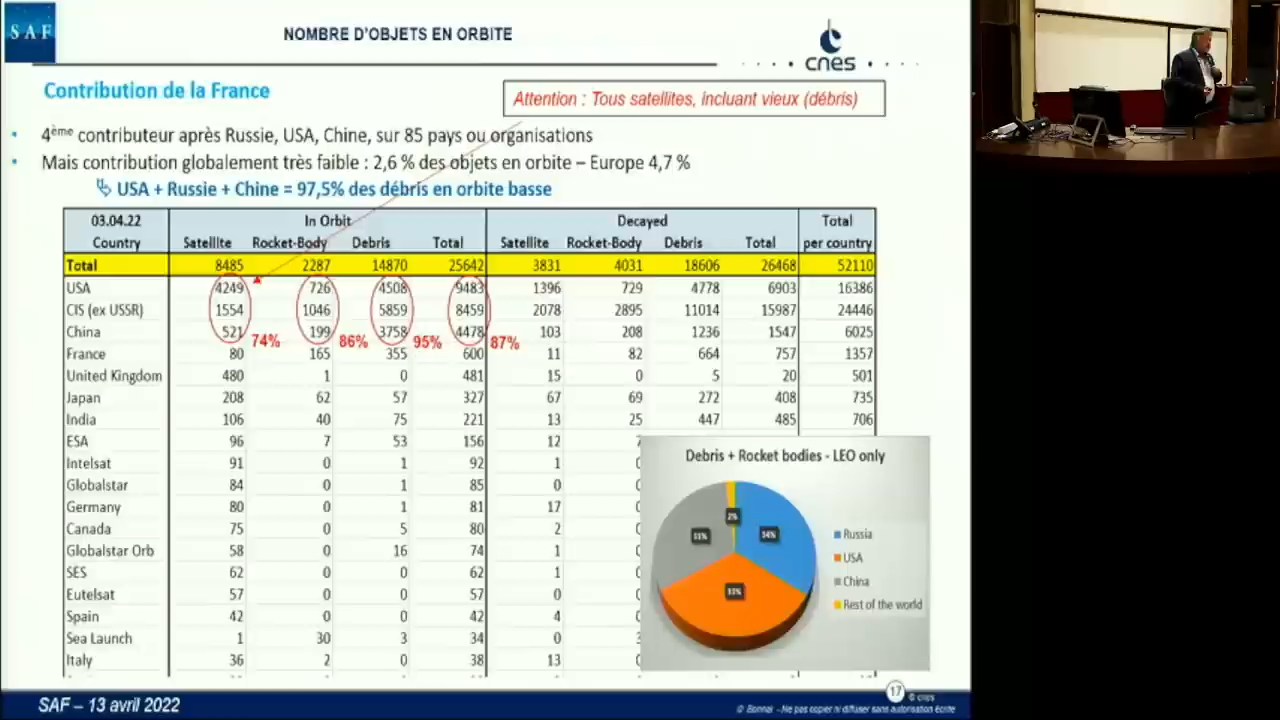 SAF
NOMBRE D'OBJETS EN ORBITE
cnes
Contribution de la France
Attention : Tous satellites, incluant vieux (débris)
• 4ème contributeur après Russie, USA, Chine, sur 85 pays ou organisations
• Mais contribution globalement très faible : 2,6 % des objets en orbite – Europe 4,7 %
USA + Russie + Chine = 97,5% des débris en orbite basse
03.04.22 In Orbit Decayed Total
Country Satellite Rocket-Body Debris Total Satellite Rocket-Body Debris Total per country
Total 8485 2287 14870 25642 3831 4031 18606 26468 52110
USA 4249 726 4508 9483 1396 729 4778 6903 16386
CIS (ex USSR) 1554 1046 5859 8459 2078 2895 11014 15987 24446
China 521 199 3758 4478 103 208 1236 1547 6025
74% 86% 95% 87%
France 80 165 355 600 11 82 664 757 1357
United Kingdom 480 1 0 481 15 0 5 20 501
Japan 208 62 57 327 67 69 272 408 735
India 106 40 75 221 13 25 447 485 706
ESA 96 7 53 156 12
Intelsat 91 0 1 92 1
Globalstar 84 0 1 85 0
Germany 80 0 1 81 17
Canada 75 0 5 80 2
Globalstar Orb 58 0 16 74 1
SES 62 0 0 62 1
Eutelsat 57 0 0 57 0
Spain 42 0 0 42 4
Sea Launch 1 30 3 34 0
Italy 36 2 0 38 13
Debris + Rocket bodies - LEO only
2%
34%
Russia
USA
China
Rest of the world
SAF – 13 avril 2022
17
© cnes
© Bonnal - Ne pas copier ni diffuser sans autorisation écrite